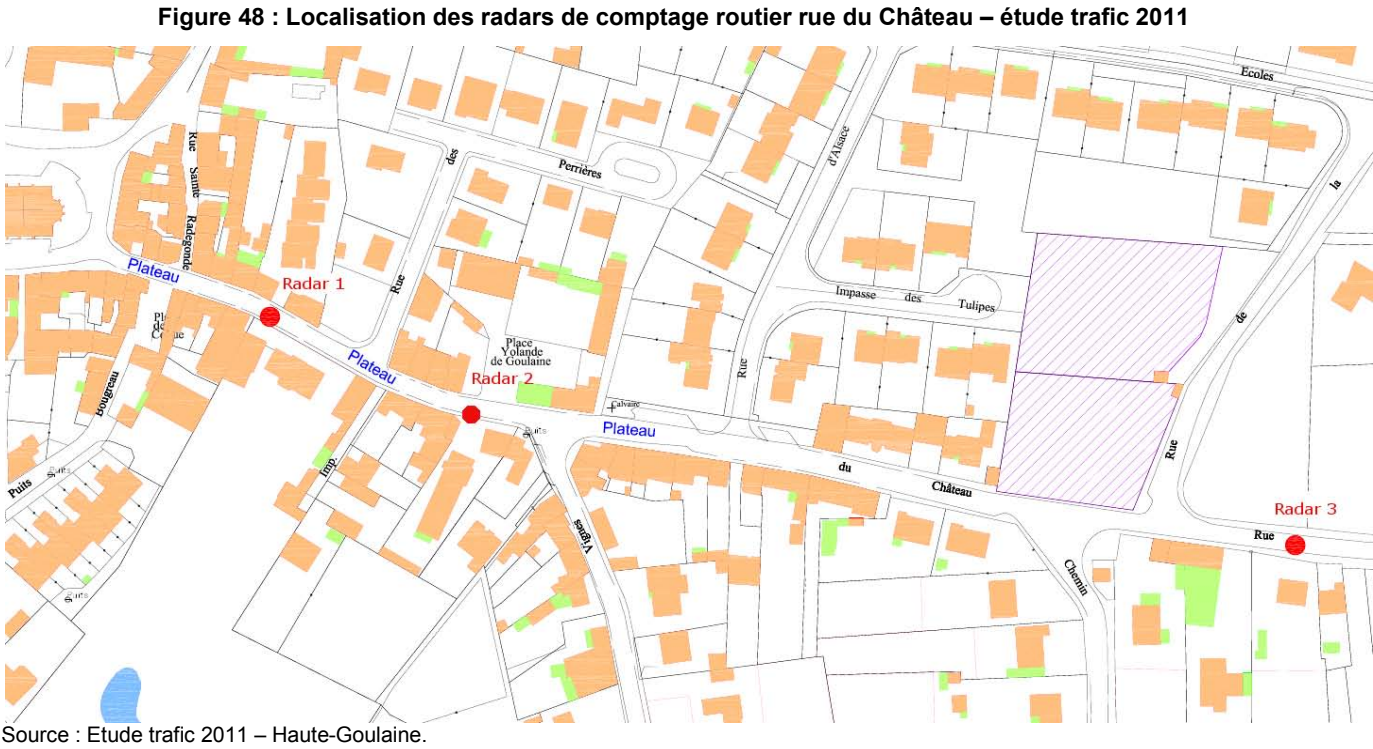 Figure 48 : Localisation des radars de comptage routier rue du Château – étude trafic 2011
Ecoles
d'Alsace
Rue
Sainte
Radegonde
des
Perrières
la
Plateau
Radar 1
Rue
Impasse des Tulipes
de
Place
Yolande
de Goulaine
Plateau
Radar 2
Rue
Bougreau
Calvaire
Puits
Plateau
du
Rue
Imp.
Puits
Puits
Château
Radar 3
Vignes
Rue
Chemin
Puits
Source : Etude trafic 2011 – Haute-Goulaine.